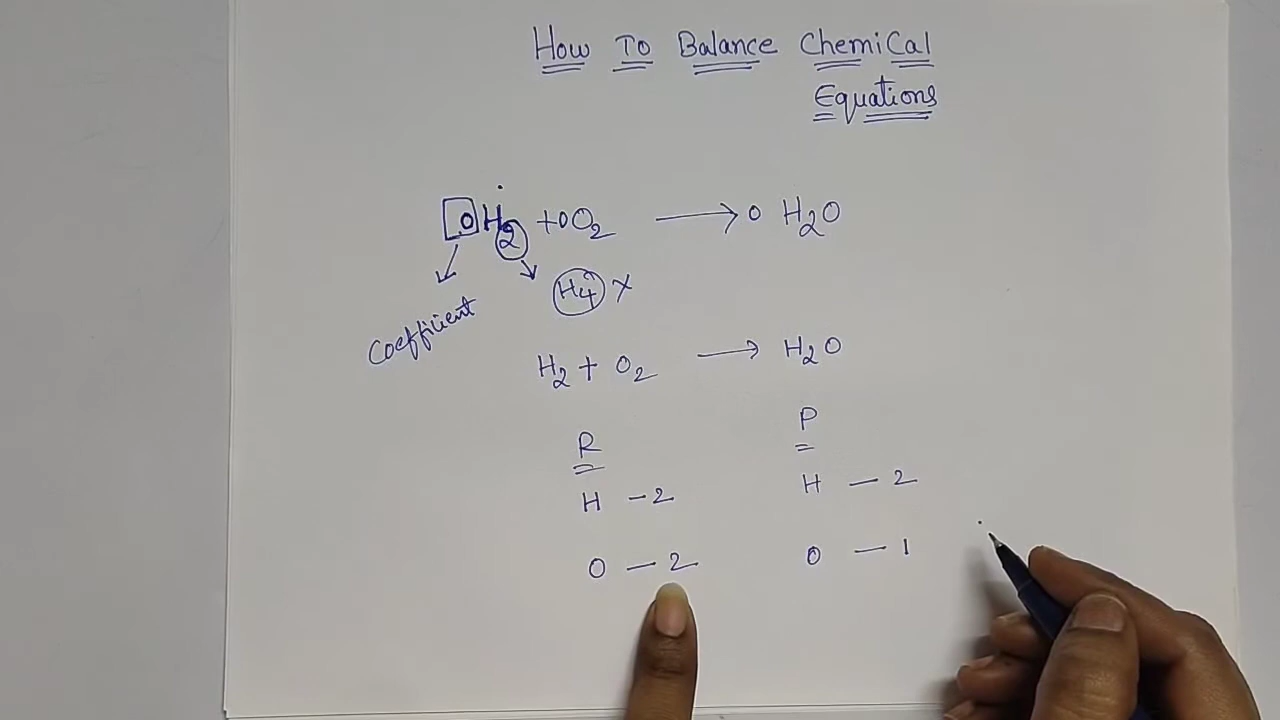 How To Balance Chemical
Equations
0 H2 + 0 O2 ⟶ 0 H2O
H4 ×
coefficient
H2 + O2 ⟶ H2O
R P
H - 2 H - 2
O - 2 O - 1